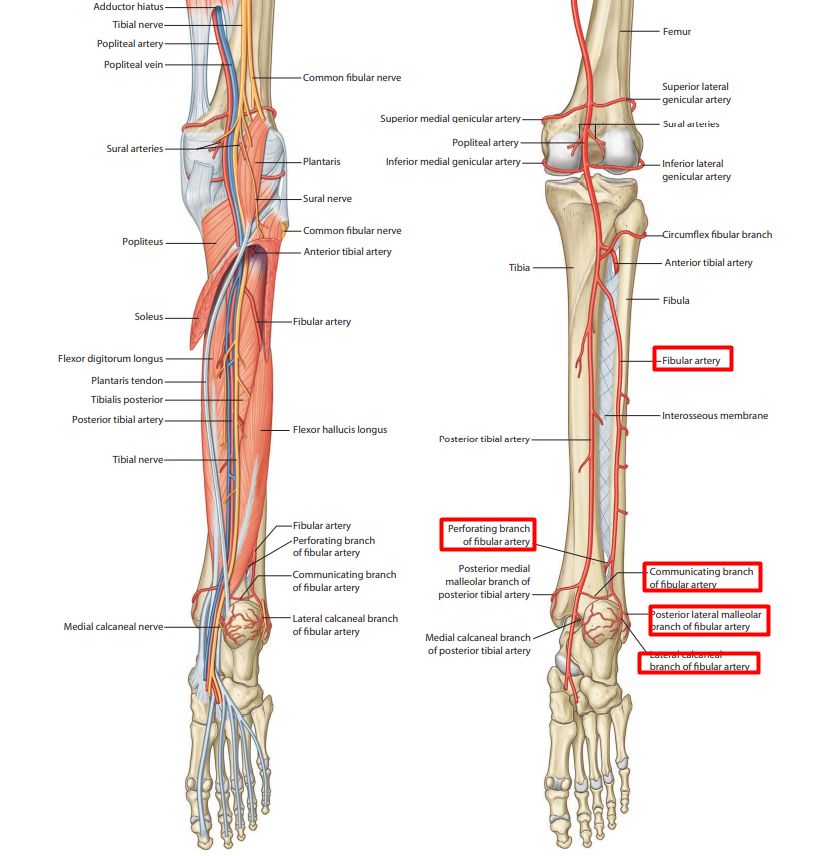 Adductor hiatus
Tibial nerve
Popliteal artery
Popliteal vein
Common fibular nerve
Sural arteries
Plantaris
Sural nerve
Common fibular nerve
Popliteus
Anterior tibial artery
Soleus
Fibular artery
Flexor digitorum longus
Plantaris tendon
Tibialis posterior
Posterior tibial artery
Flexor hallucis longus
Tibial nerve
Fibular artery
Perforating branch
of fibular artery
Communicating branch
of fibular artery
Lateral calcaneal branch
of fibular artery
Medial calcaneal nerve
Femur
Superior lateral
genicular artery
Superior medial genicular artery
Sural arteries
Popliteal artery
Inferior medial genicular artery
Inferior lateral
genicular artery
Circumflex fibular branch
Anterior tibial artery
Tibia
Fibula
Fibular artery
Interosseous membrane
Posterior tibial artery
Perforating branch
of fibular artery
Posterior medial
malleolar branch of
posterior tibial artery
Communicating branch
of fibular artery
Posterior lateral malleolar
branch of fibular artery
Medial calcaneal branch
of posterior tibial artery
Lateral calcaneal
branch of fibular artery